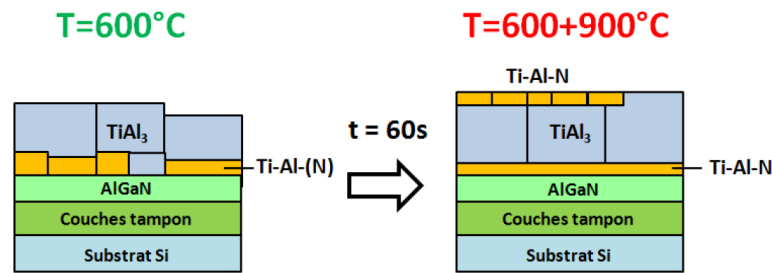 T=600°C
T=600+900°C
Ti-Al-N
TiAl3
t = 60s
TiAl3
Ti-Al-(N)
Ti-Al-N
AlGaN
AlGaN
Couches tampon
Couches tampon
Substrat Si
Substrat Si